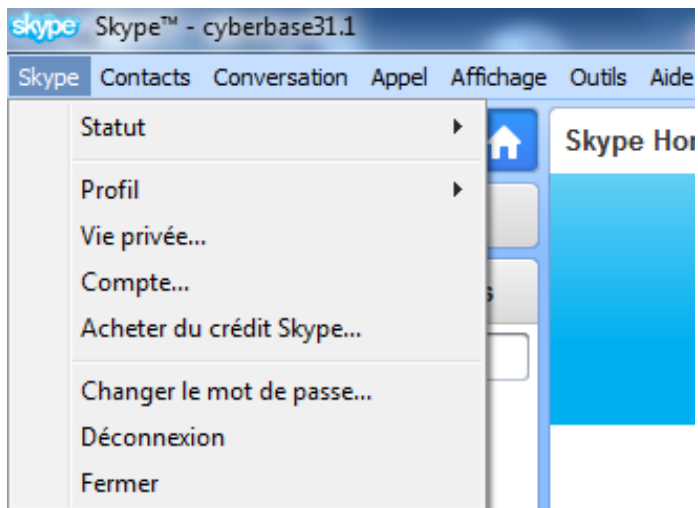 skype Skype™ - cyberbase31.1
Skype Contacts Conversation Appel Affichage Outils Aide
Statut
Skype Hor
Profil
Vie privée...
Compte...
s
Acheter du crédit Skype...
Changer le mot de passe...
Déconnexion
Fermer